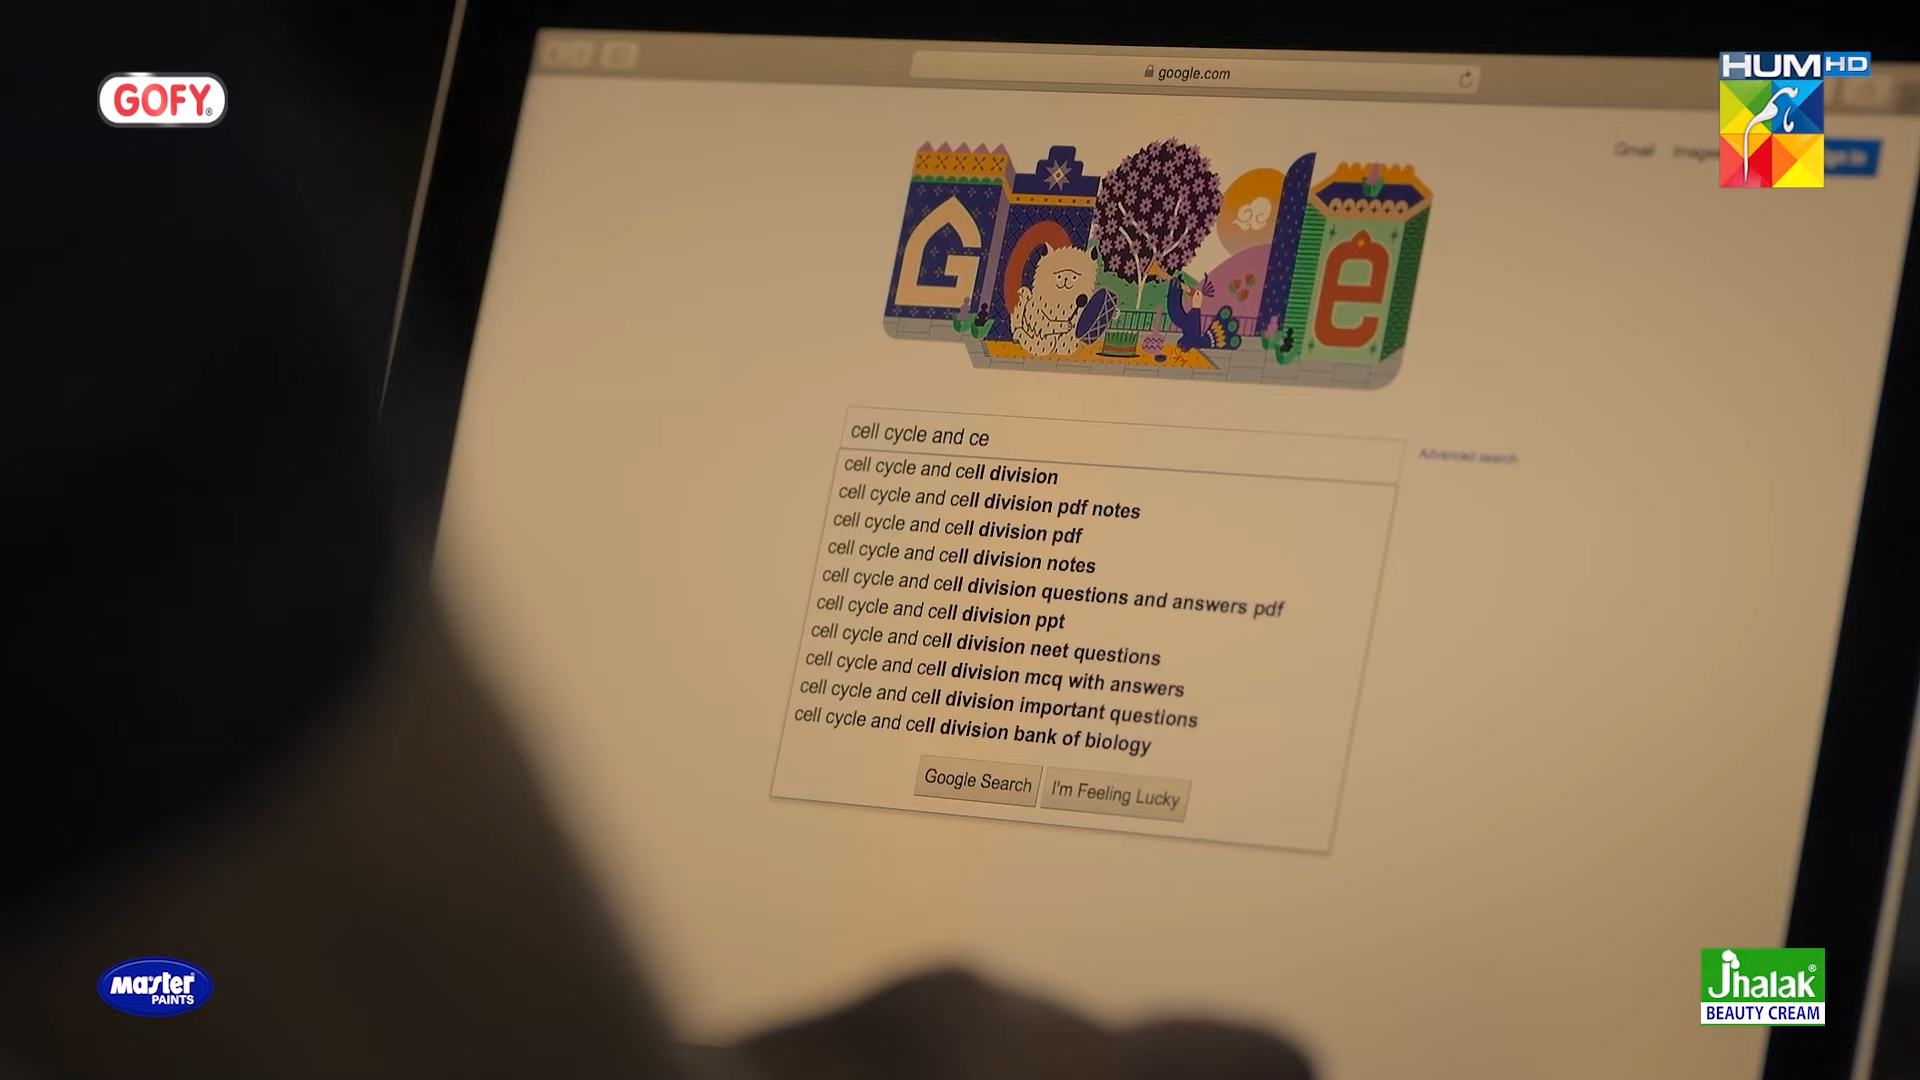 GOFY®
google.com
HUM HD
ہم
Gmail Images
Google
cell cycle and ce
Advanced search
cell cycle and cell division
cell cycle and cell division pdf notes
cell cycle and cell division pdf
cell cycle and cell division notes
cell cycle and cell division questions and answers pdf
cell cycle and cell division ppt
cell cycle and cell division neet questions
cell cycle and cell division mcq with answers
cell cycle and cell division important questions
cell cycle and cell division bank of biology
Google Search I'm Feeling Lucky
Master
PAINTS
Jhalak®
BEAUTY CREAM